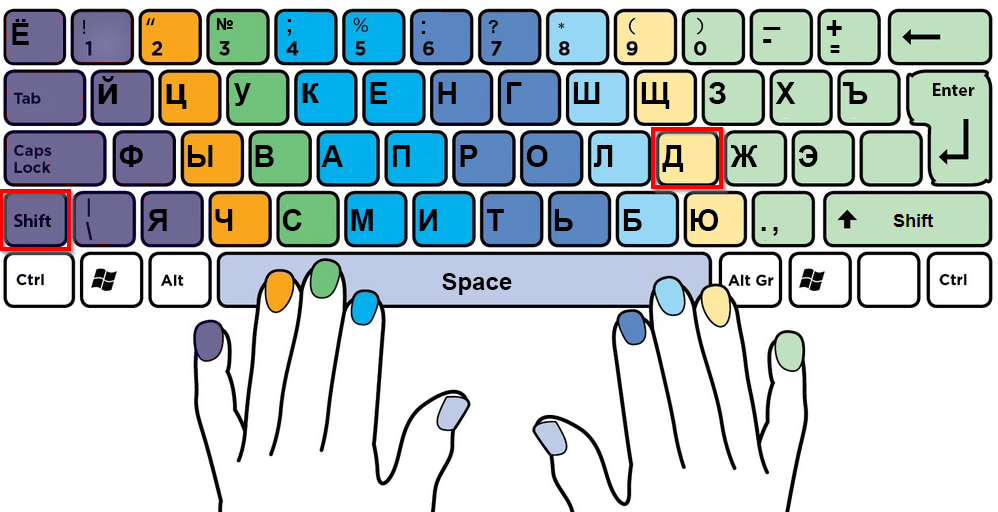 Ё ! 1 “ 2 № 3 ; 4 % 5 : 6 ? 7 * 8 ( 9 ) 0 — - + =
Tab Й Ц У К Е Н Г Ш Щ З Х Ъ Enter
Caps Lock Ф Ы В А П Р О Л Д Ж Э
Shift | \ Я Ч С М И Т Ь Б Ю . , Shift
Ctrl Alt Space Alt Gr Ctrl